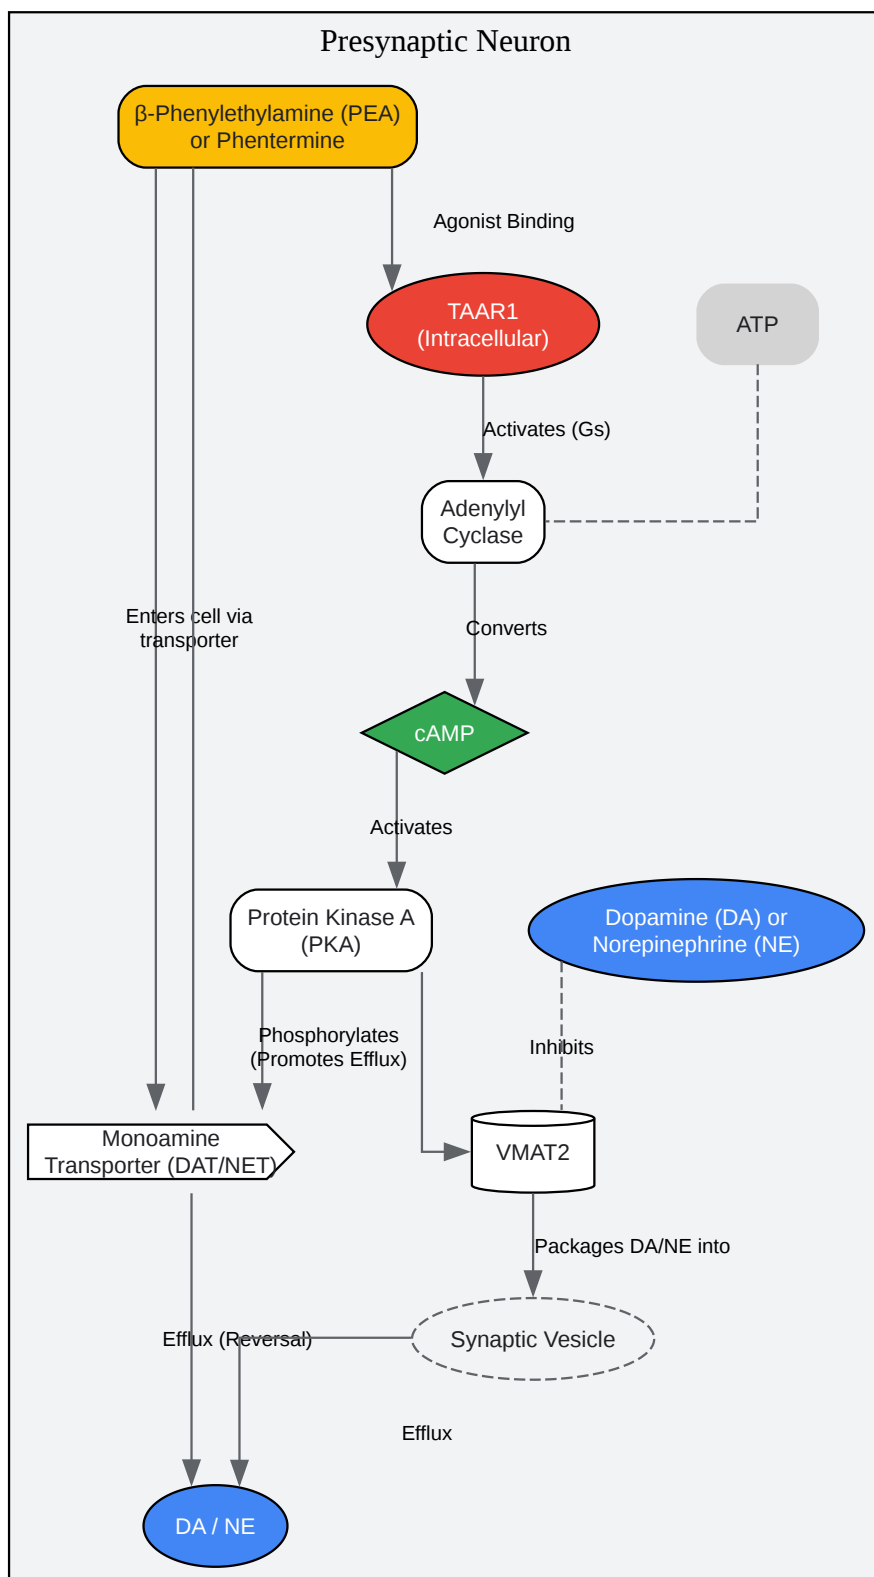 Presynaptic Neuron
β-Phenylethylamine (PEA)
or Phentermine
Agonist Binding
TAAR1
(Intracellular)
ATP
Activates (Gs)
Adenylyl
Cyclase
Enters cell via
transporter
Converts
cAMP
Activates
Protein Kinase A
(PKA)
Dopamine (DA) or
Norepinephrine (NE)
Phosphorylates
(Promotes Efflux)
Inhibits
Monoamine
Transporter (DAT/NET)
VMAT2
Packages DA/NE into
Efflux (Reversal)
Synaptic Vesicle
Efflux
DA / NE